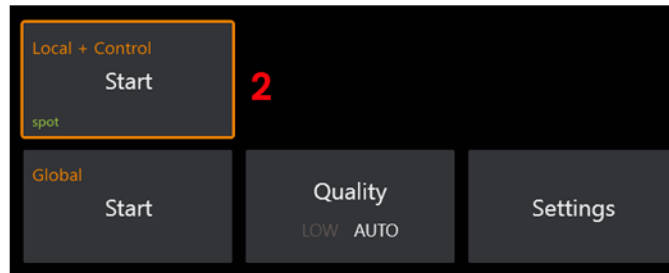 Local + Control
Start
2
spot
Global
Start
Quality
LOW AUTO
Settings